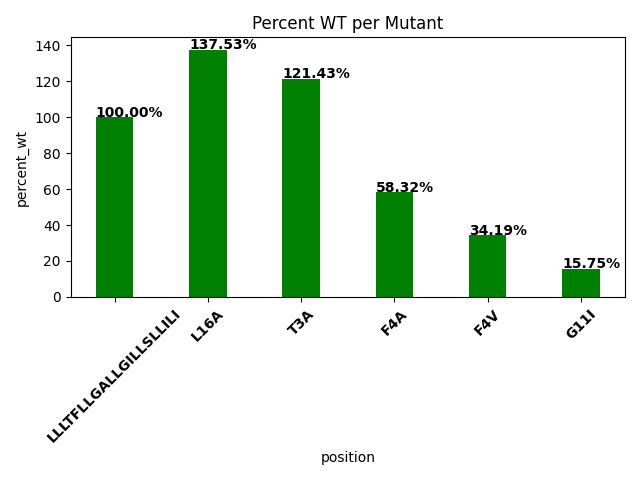 Percent WT per Mutant
percent_wt
140
120
100
80
60
40
20
0
100.00%
137.53%
121.43%
58.32%
34.19%
15.75%
LLLTFLLGALLGILLSLLILI
L16A
T3A
F4A
F4V
G11I
position